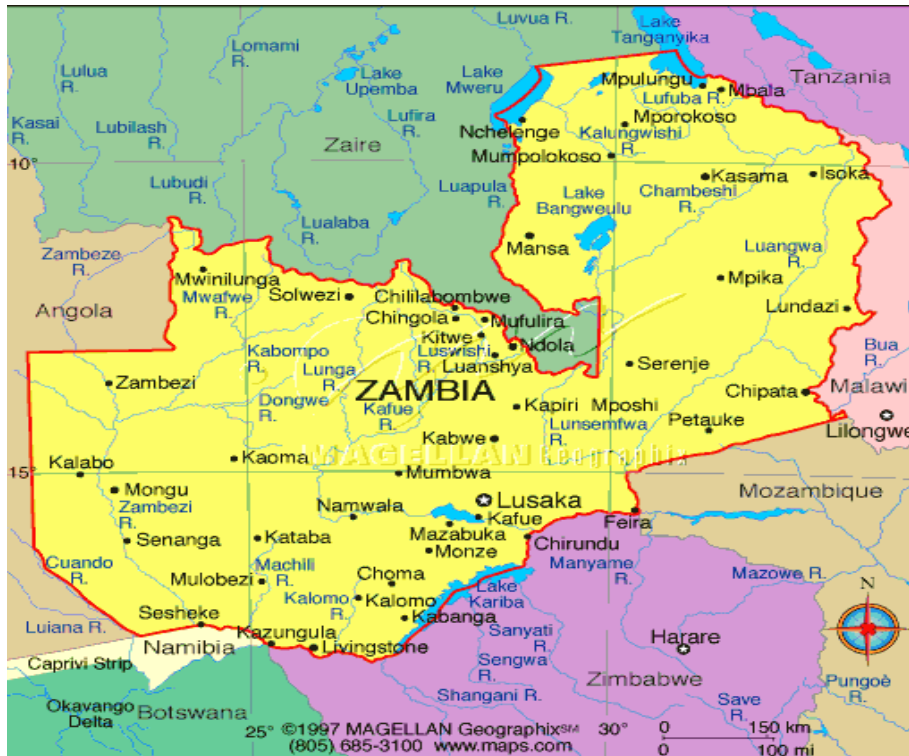 Luvua R.
Lake
Tanganyika
Lomami
R.
Lulua
R.
Lake
Upemba
Lake
Mweru
Mpulungu
Mbala
Tanzania
Lufuba R.
Kasai
R.
Lubilash
R.
Lufira
R.
Nchelenge
Mporokoso
Kalungwishi
R.
Zaire
Mumpolokoso
10°
Lubudi
R.
Luapula
R.
Kasama
Isoka
Lake
Bangweulu
Chambeshi
R.
Lualaba
R.
Mansa
Zambeze
R.
Luangwa
R.
Mwinilunga
Mwafwe
R.
Solwezi
Chililabombwe
Mpika
Angola
Chingola
Mufulira
Lundazi
Kitwe
Ndola
Kabompo
R.
Lunga
R.
Luswishi
R.
Luanshya
Bua
R.
Serenje
Zambezi
ZAMBIA
Chipata
Malawi
Dongwe
R.
Kafue
R.
Kapiri Mposhi
Lunsemfwa
R.
Petauke
Lilongwe
Kabwe
MAGELLAN Geographix
Kaoma
15°
Kalabo
Mumbwa
Mongu
Lusaka
Mozambique
Zambezi
R.
Namwala
Kafue
Feira
Mazabuka
Senanga
Kataba
Chirundu
Monze
Manyame
R.
Cuando
R.
Machili
R.
Mazowe R.
Mulobezi
Choma
N
Lake
Kariba
Kalomo
R.
Kalomo
Sesheke
Kabanga
Luiana R.
Sanyati
R.
Kazungula
Harare
Namibia
Livingstone
Caprivi Strip
Sengwa
R.
Zimbabwe
Pungoè
R.
Shangani R.
Save
R.
Okavango
Delta
Botswana
25°
30°
©1997 MAGELLAN Geographix℠
(805) 685-3100 www.maps.com
0
150 km
0
100 mi